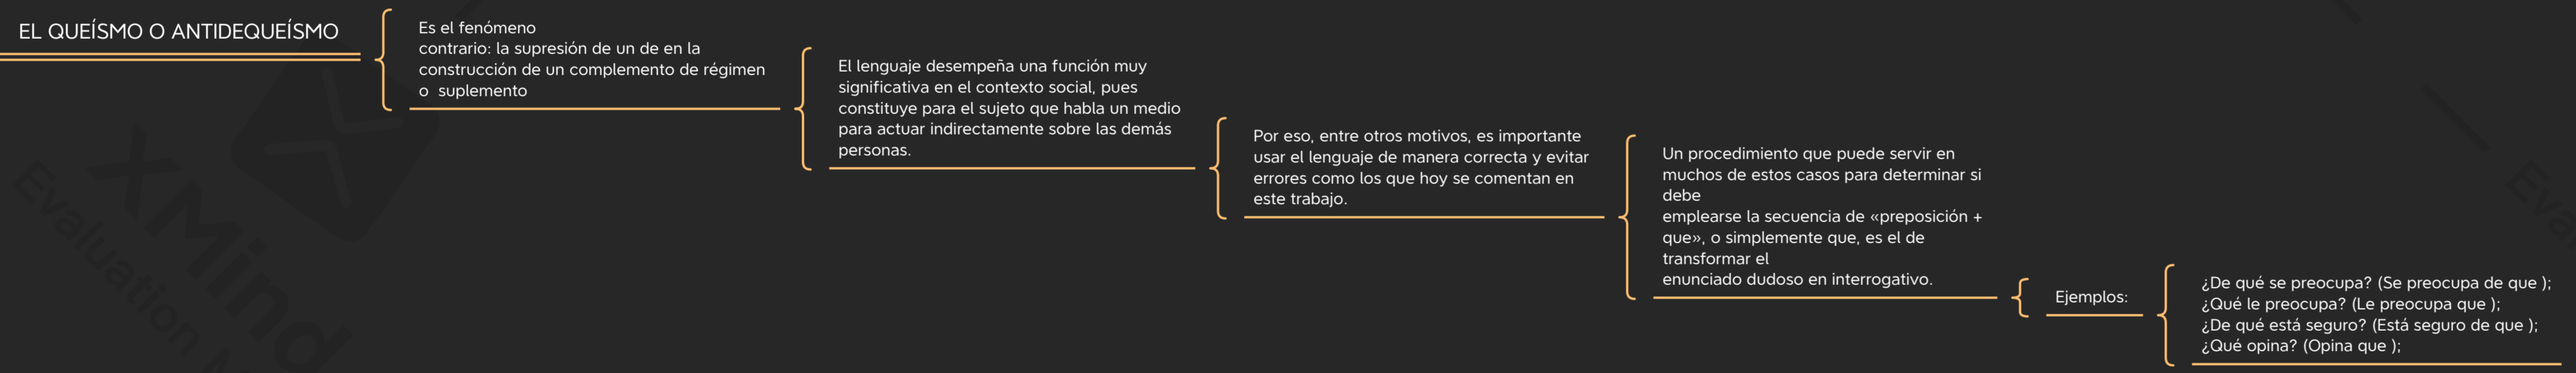 EL QUEÍSMO O ANTIDEQUEÍSMO
Es el fenómeno
contrario: la supresión de un de en la
construcción de un complemento de régimen
o  suplemento
El lenguaje desempeña una función muy
significativa en el contexto social, pues
constituye para el sujeto que habla un medio
para actuar indirectamente sobre las demás
personas.
Por eso, entre otros motivos, es importante
usar el lenguaje de manera correcta y evitar
errores como los que hoy se comentan en
este trabajo.
Un procedimiento que puede servir en
muchos de estos casos para determinar si
debe
emplearse la secuencia de «preposición +
que», o simplemente que, es el de
transformar el
enunciado dudoso en interrogativo.
Ejemplos:
¿De qué se preocupa? (Se preocupa de que );
¿Qué le preocupa? (Le preocupa que );
¿De qué está seguro? (Está seguro de que );
¿Qué opina? (Opina que );
XMind
Evaluation